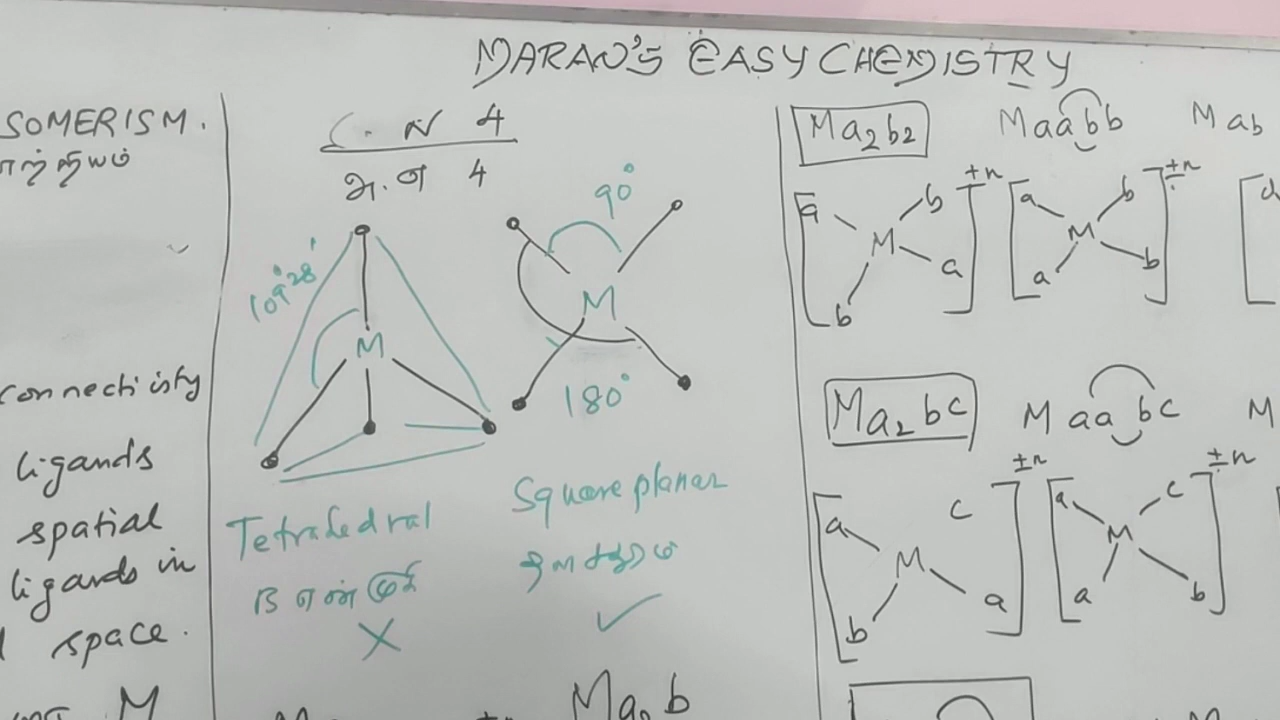 MARAN'S EASY CHEMISTRY
SOMERISM.
connectivity
ligands
spatial
ligands in
space.
M
C. N 4
அ.எ 4
109°28'
M
Tetrahedral
நான்முகி
X
90°
M
180°
Square planar
✓
Ma₂b
Ma₂b₂
Maabb
Mab
a b ±n
M
b a
a b ±n
M
a b
Ma₂bc
Maabc
M
a c ±n
M
b a
a c ±n
M
a b